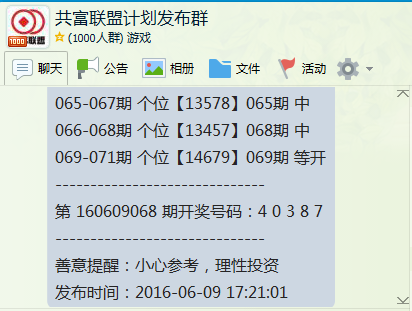 共富联盟计划发布群
(1000人群) 游戏
1000 联盟
聊天 公告 相册 文件 活动
065-067期 个位【13578】065期 中
066-068期 个位【13457】068期 中
069-071期 个位【14679】069期 等开
------------------------------
第 160609068 期开奖号码：4 0 3 8 7
------------------------------
善意提醒：小心参考，理性投资
发布时间：2016-06-09 17:21:01